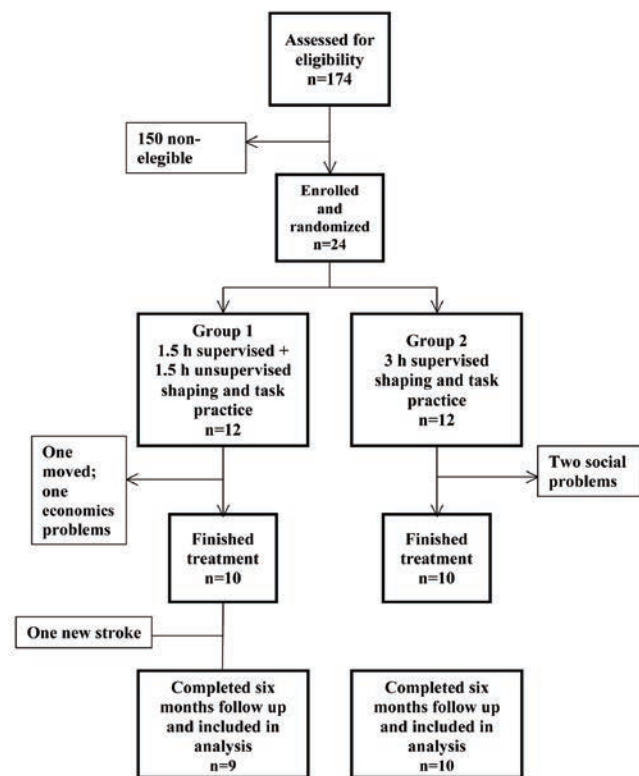 Assessed for
eligibility
n=174
150 non-
elegible
Enrolled
and
randomized
n=24
Group 1
1.5 h supervised +
1.5 h unsupervised
shaping and task
practice
n=12
Group 2
3 h supervised
shaping and task
practice
n=12
One
moved;
one
economics
problems
Two social
problems
Finished
treatment
n=10
Finished
treatment
n=10
One new stroke
Completed six
months follow up
and included in
analysis
n=9
Completed six
months follow up
and included in
analysis
n=10